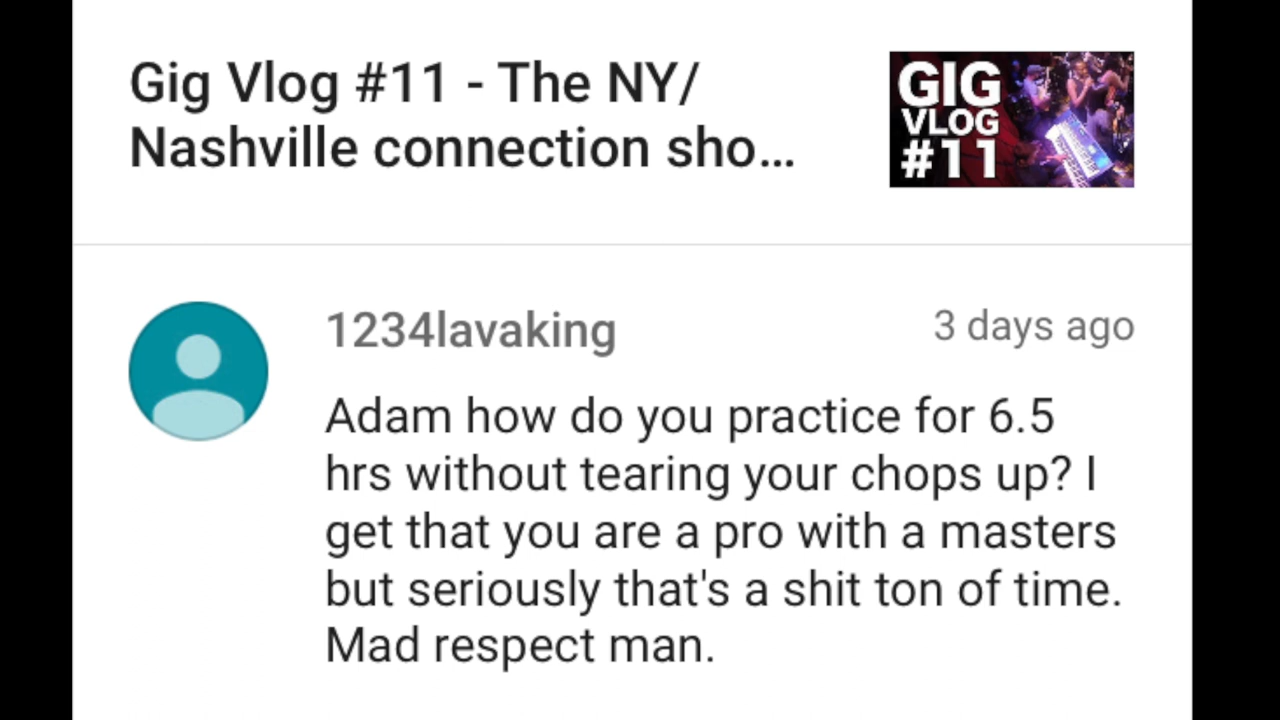 Gig Vlog #11 - The NY/
Nashville connection sho...
GIG
VLOG
#11
1234lavaking
3 days ago
Adam how do you practice for 6.5
hrs without tearing your chops up? I
get that you are a pro with a masters
but seriously that's a shit ton of time.
Mad respect man.